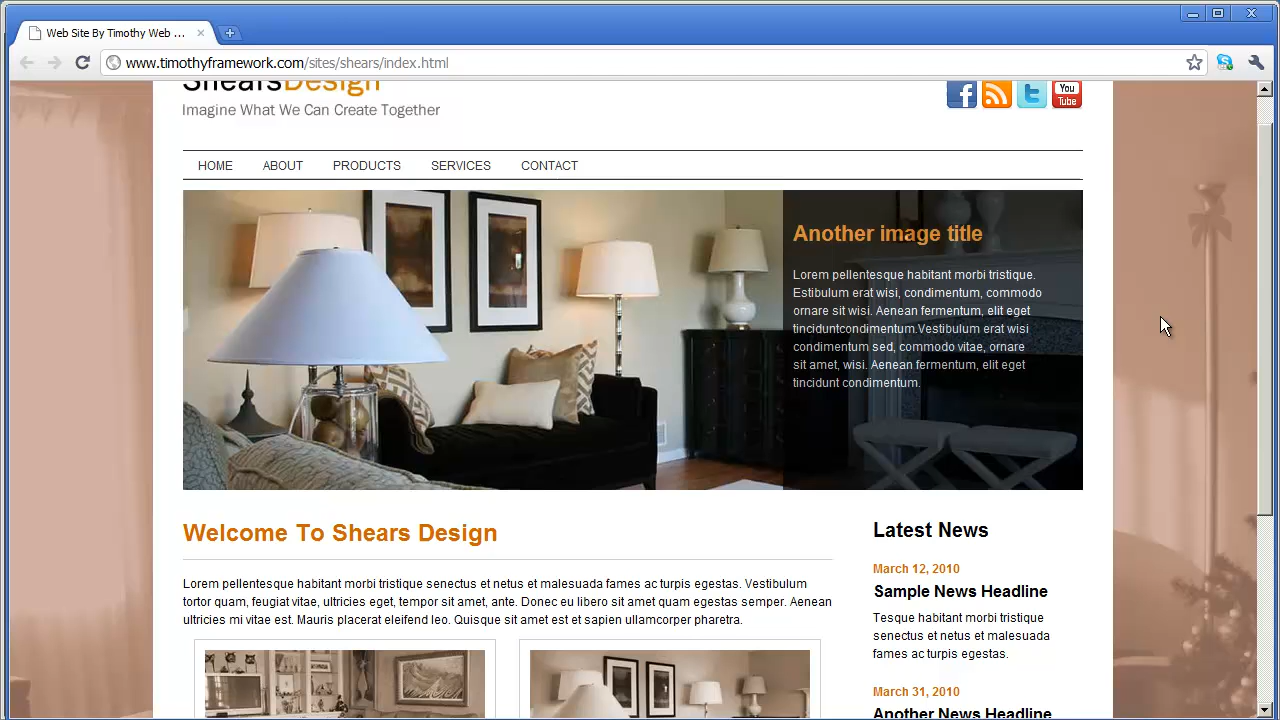 Web Site By Timothy Web ...
www.timothyframework.com/sites/shears/index.html
ShearsDesign
Imagine What We Can Create Together
You
Tube
HOME ABOUT PRODUCTS SERVICES CONTACT
Another image title
Lorem pellentesque habitant morbi tristique.
Estibulum erat wisi, condimentum, commodo
ornare sit wisi. Aenean fermentum, elit eget
tinciduntcondimentum.Vestibulum erat wisi
condimentum sed, commodo vitae, ornare
sit amet, wisi. Aenean fermentum, elit eget
tincidunt condimentum.
Welcome To Shears Design
Lorem pellentesque habitant morbi tristique senectus et netus et malesuada fames ac turpis egestas. Vestibulum
tortor quam, feugiat vitae, ultricies eget, tempor sit amet, ante. Donec eu libero sit amet quam egestas semper. Aenean
ultricies mi vitae est. Mauris placerat eleifend leo. Quisque sit amet est et sapien ullamcorper pharetra.
Latest News
March 12, 2010
Sample News Headline
Tesque habitant morbi tristique
senectus et netus et malesuada
fames ac turpis egestas.
March 31, 2010
Another News Headline